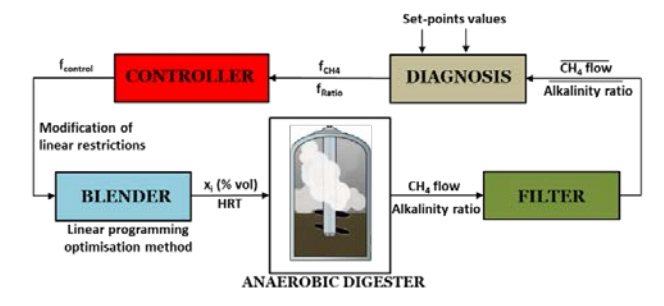 Set-points values
f_control
CONTROLLER
f_CH4
f_Ratio
DIAGNOSIS
CH₄ flow
Alkalinity ratio
Modification of
linear restrictions
BLENDER
Linear programming
optimisation method
x_i (% vol)
HRT
CH₄ flow
Alkalinity ratio
FILTER
ANAEROBIC DIGESTER